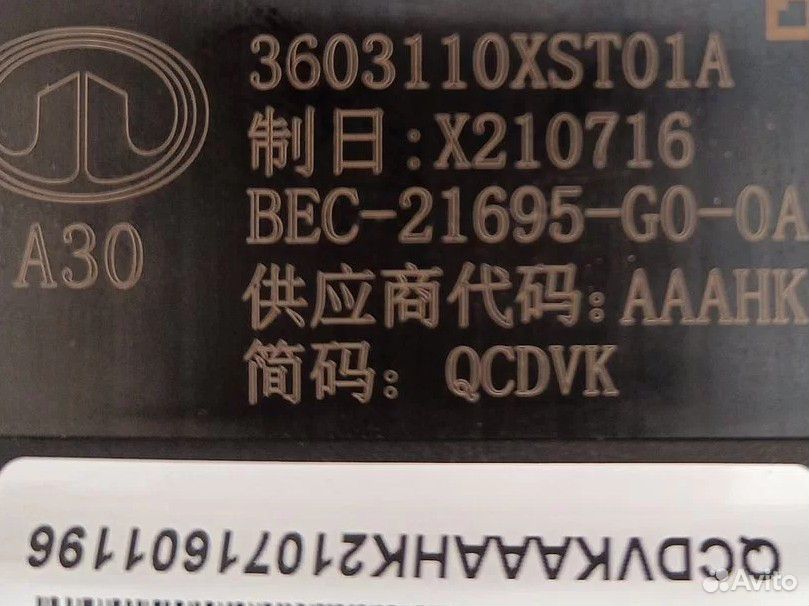 3603110XST01A
制日:X210716
BEC-21695-G0-0A
A30
供应商代码:AAAHK
简码: QCDVK
QCDVKAAAHK21071601196
Avito